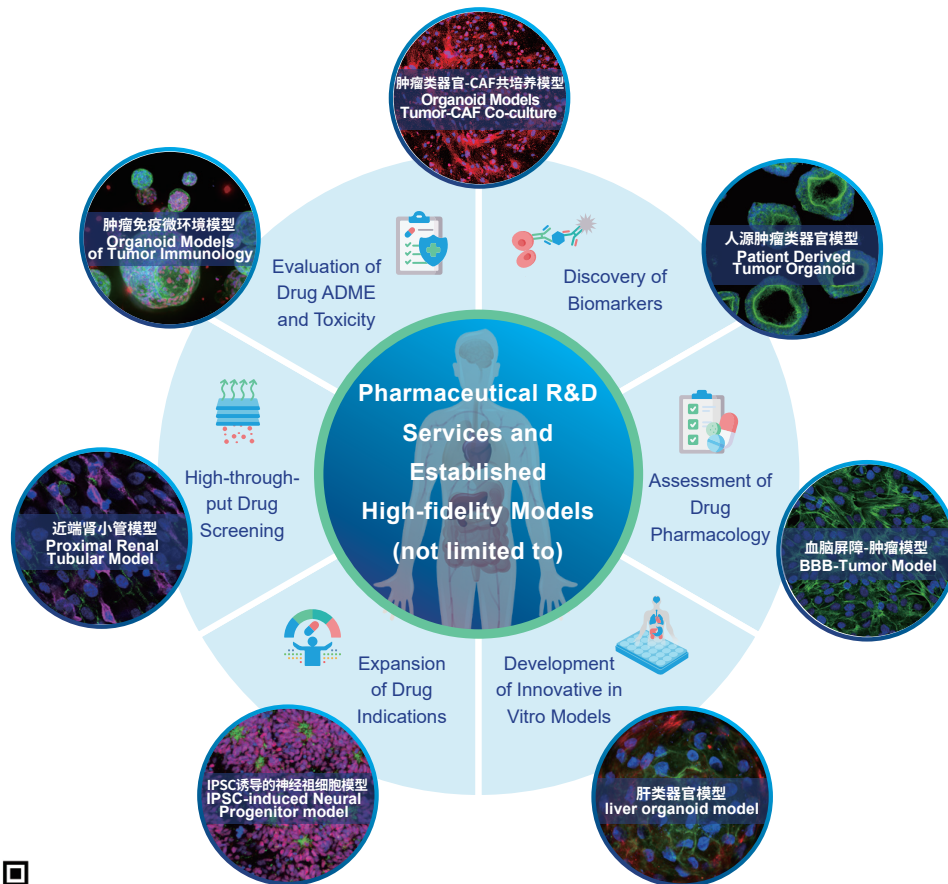 肿瘤类器官-CAF共培养模型
Organoid Models
Tumor-CAF Co-culture
肿瘤免疫微环境模型
Organoid Models
of Tumor Immunology
人源肿瘤类器官模型
Patient Derived
Tumor Organoid
Evaluation of
Drug ADME
and Toxicity
Discovery of
Biomarkers
Pharmaceutical R&D
Services and
Established
High-fidelity Models
(not limited to)
High-through-
put Drug
Screening
Assessment of
Drug
Pharmacology
近端肾小管模型
Proximal Renal
Tubular Model
血脑屏障-肿瘤模型
BBB-Tumor Model
Expansion
of Drug
Indications
Development
of Innovative in
Vitro Models
IPSC诱导的神经祖细胞模型
IPSC-induced Neural
Progenitor model
肝类器官模型
liver organoid model